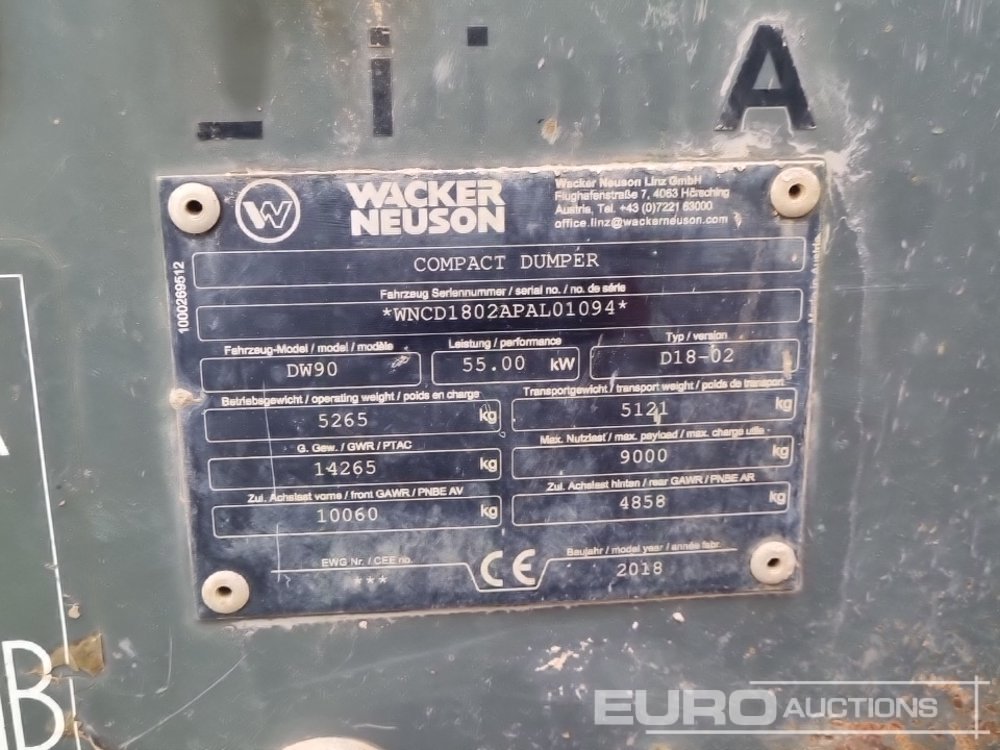 A
WACKER
NEUSON
Wacker Neuson Linz GmbH
Flughafenstraße 7, 4063 Hörsching
Austria, Tel. +43 (0)7221 63000
office.linz@wackerneuson.com
COMPACT DUMPER
1000269512
Made in Austria
Fahrzeug Seriennummer / serial no. / no. de série
*WNCD1802APAL01094*
Fahrzeug-Model / model / modèle
DW90
Leistung / performance
55.00 kW
Typ / version
D18-02
Betriebsgewicht / operating weight / poids en charge
5265 kg
Transportgewicht / transport weight / poids de transport
5121 kg
G. Gew. / GWR / PTAC
14265 kg
Max. Nutzlast / max. payload / max. charge utile
9000 kg
Zul. Achslast vorne / front GAWR / PNBE AV
10060 kg
Zul. Achslast hinten / rear GAWR / PNBE AR
4858 kg
EWG Nr. / CEE no.
***
CE
Baujahr / model year / année fabr.
2018
B
EURO AUCTIONS